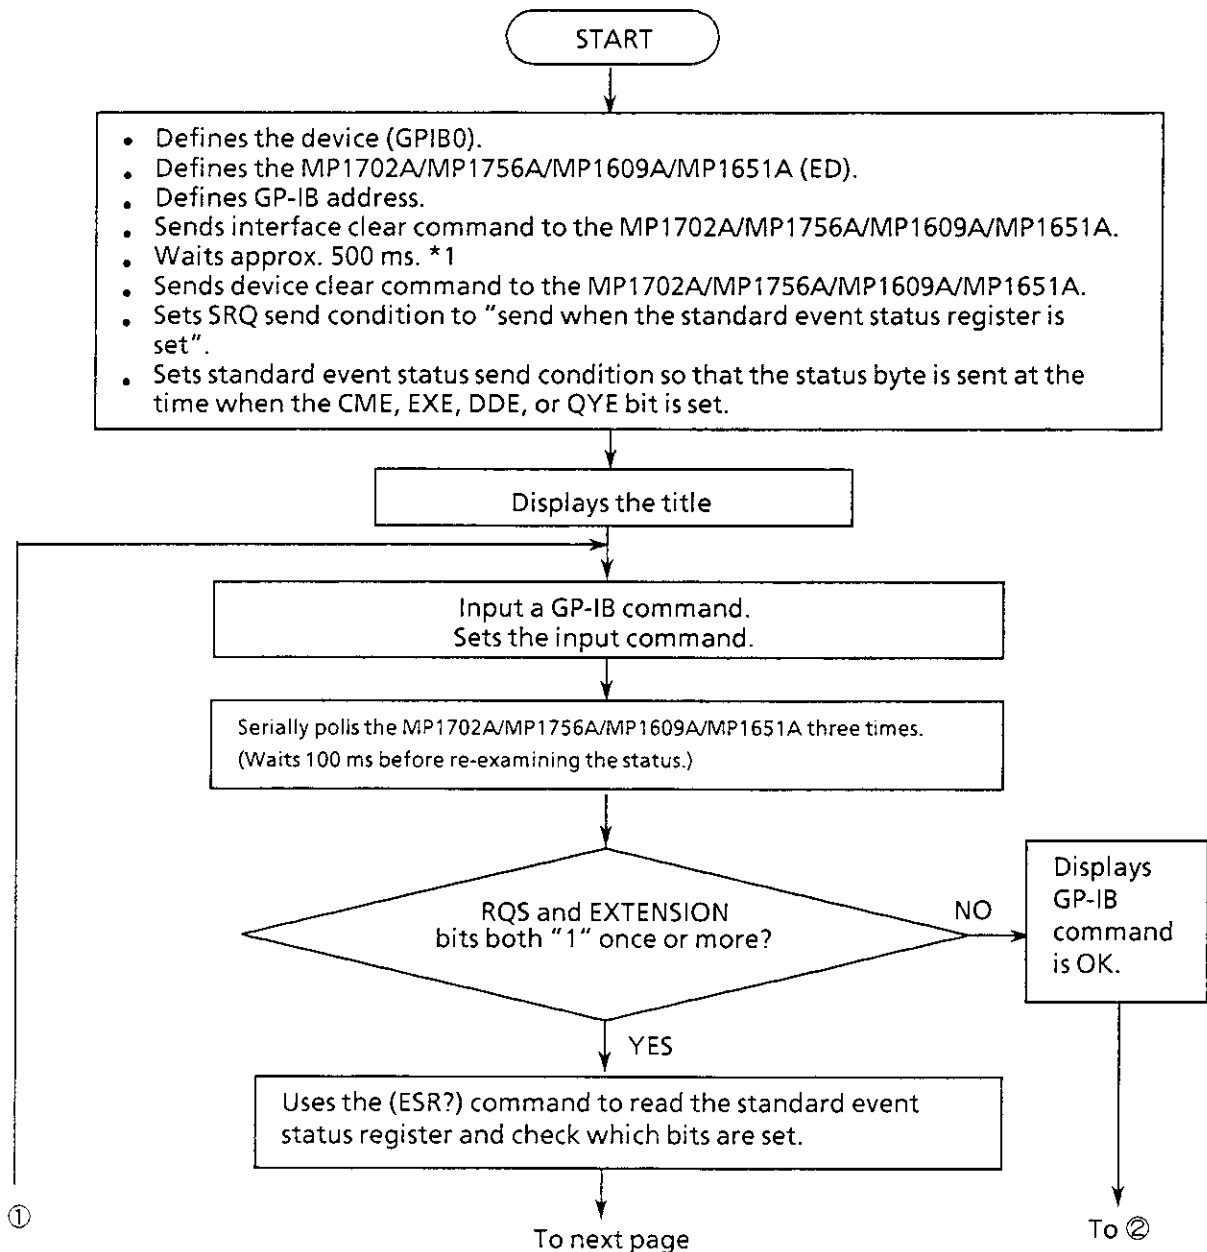 START
• Defines the device (GPIB0).
• Defines the MP1702A/MP1756A/MP1609A/MP1651A (ED).
• Defines GP-IB address.
• Sends interface clear command to the MP1702A/MP1756A/MP1609A/MP1651A.
• Waits approx. 500 ms. *1
• Sends device clear command to the MP1702A/MP1756A/MP1609A/MP1651A.
• Sets SRQ send condition to "send when the standard event status register is
set".
• Sets standard event status send condition so that the status byte is sent at the
time when the CME, EXE, DDE, or QYE bit is set.
Displays the title
Input a GP-IB command.
Sets the input command.
Serially polls the MP1702A/MP1756A/MP1609A/MP1651A three times.
(Waits 100 ms before re-examining the status.)
RQS and EXTENSION
bits both "1" once or more?
NO
Displays
GP-IB
command
is OK.
YES
Uses the (ESR?) command to read the standard event
status register and check which bits are set.
①
To next page
To ②